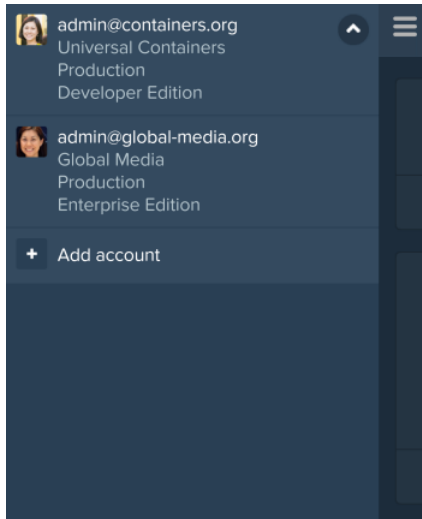 admin@containers.org
Universal Containers
Production
Developer Edition
admin@global-media.org
Global Media
Production
Enterprise Edition
+ Add account